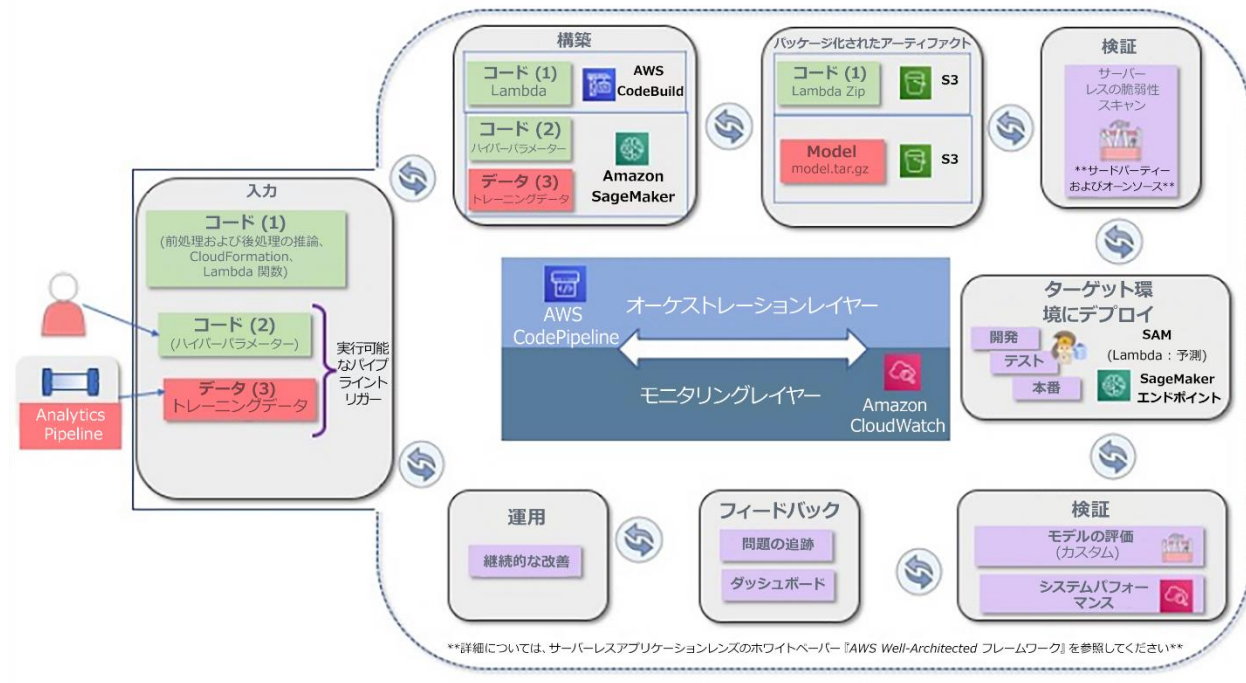 入力
コード (1)
(前処理および後処理の推論、
CloudFormation、
Lambda 関数)
コード (2)
(ハイパーパラメーター)
データ (3)
トレーニングデータ
実行可能
なパイプ
ライント
リガー
Analytics
Pipeline
構築
コード (1)
Lambda
AWS
CodeBuild
コード (2)
ハイパーパラメーター
データ (3)
トレーニングデータ
Amazon
SageMaker
パッケージ化されたアーティファクト
コード (1)
Lambda Zip
S3
Model
model.tar.gz
S3
検証
サーバー
レスの脆弱性
スキャン
**サードパーティー
およびオーンソース**
ターゲット環
境にデプロイ
開発
テスト
本番
SAM
(Lambda：予測)
SageMaker
エンドポイント
AWS
CodePipeline
オーケストレーションレイヤー
モニタリングレイヤー
Amazon
CloudWatch
検証
モデルの評価
(カスタム)
システムパフォー
マンス
フィードバック
問題の追跡
ダッシュボード
運用
継続的な改善
**詳細については、サーバーレスアプリケーションレンズのホワイトペーパー『AWS Well-Architected フレームワーク』を参照してください**